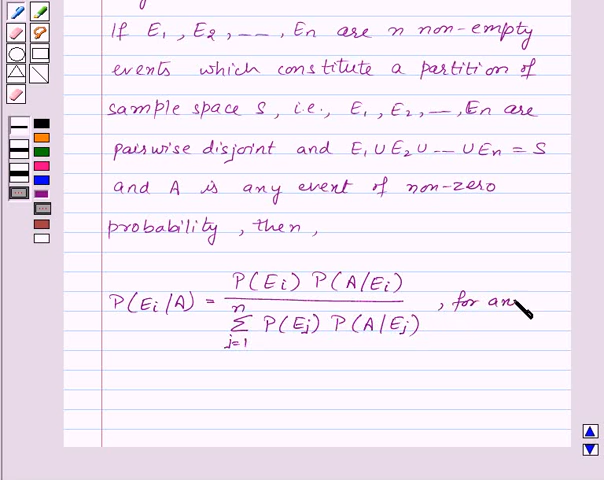 If E₁, E₂, ---, En are n non-empty
events which constitute a partition of
sample space S, i.e., E₁, E₂, --, En are
pairwise disjoint and E₁ ∪ E₂ ∪ --- ∪ En = S
and A is any event of non-zero
probability, then,
P(Ei/A) = P(Ei) P(A/Ei) / n Σ j=1 P(Ej) P(A/Ej) , for an